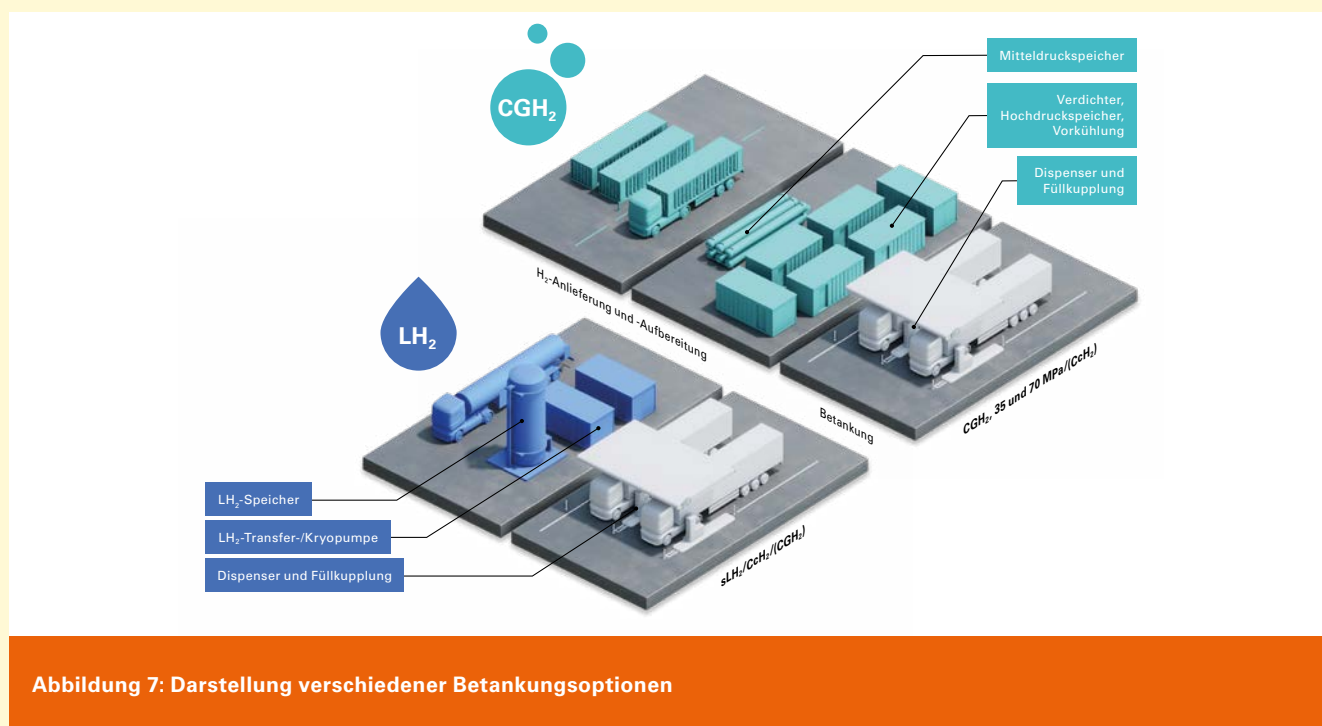 CGH₂
Mitteldruckspeicher
Verdichter,
Hochdruckspeicher,
Vorkühlung
Dispenser und
Füllkupplung
H₂-Anlieferung und -Aufbereitung
Betankung
CGH₂, 35 und 70 MPa/(CcH₂)
LH₂
LH₂-Speicher
LH₂-Transfer-/Kryopumpe
Dispenser und Füllkupplung
sLH₂/CcH₂/(CGH₂)
Abbildung 7: Darstellung verschiedener Betankungsoptionen